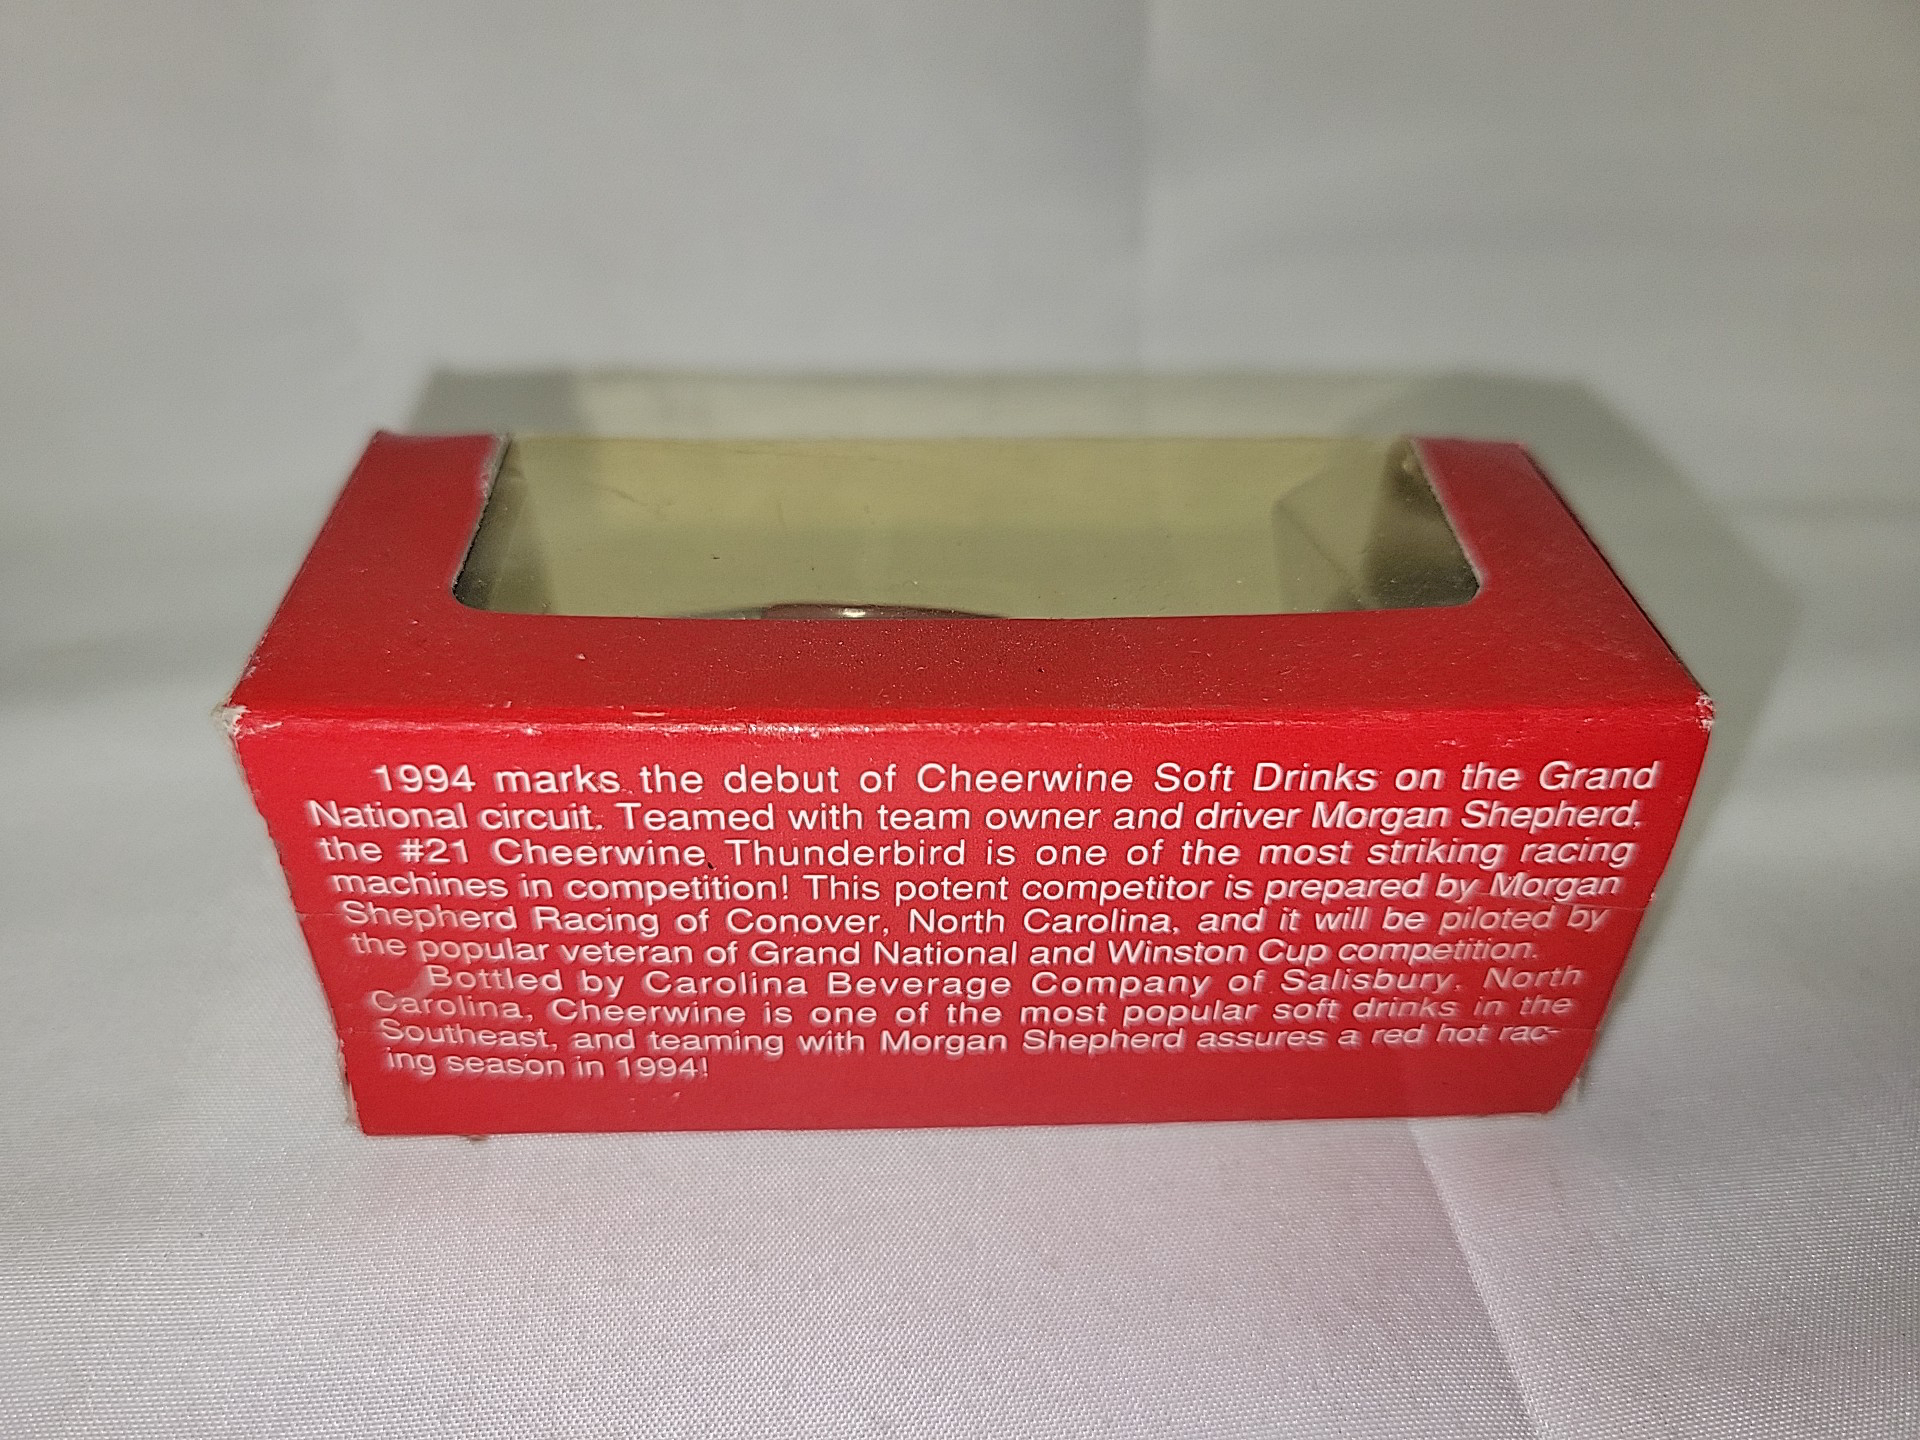 1994 marks the debut of Cheerwine Soft Drinks on the Grand
National circuit. Teamed with team owner and driver Morgan Shepherd,
the #21 Cheerwine Thunderbird is one of the most striking racing
machines in competition! This potent competitor is prepared by Morgan
Shepherd Racing of Conover, North Carolina, and it will be piloted by
the popular veteran of Grand National and Winston Cup competition.
Bottled by Carolina Beverage Company of Salisbury, North
Carolina, Cheerwine is one of the most popular soft drinks in the
Southeast, and teaming with Morgan Shepherd assures a red hot rac-
ing season in 1994!